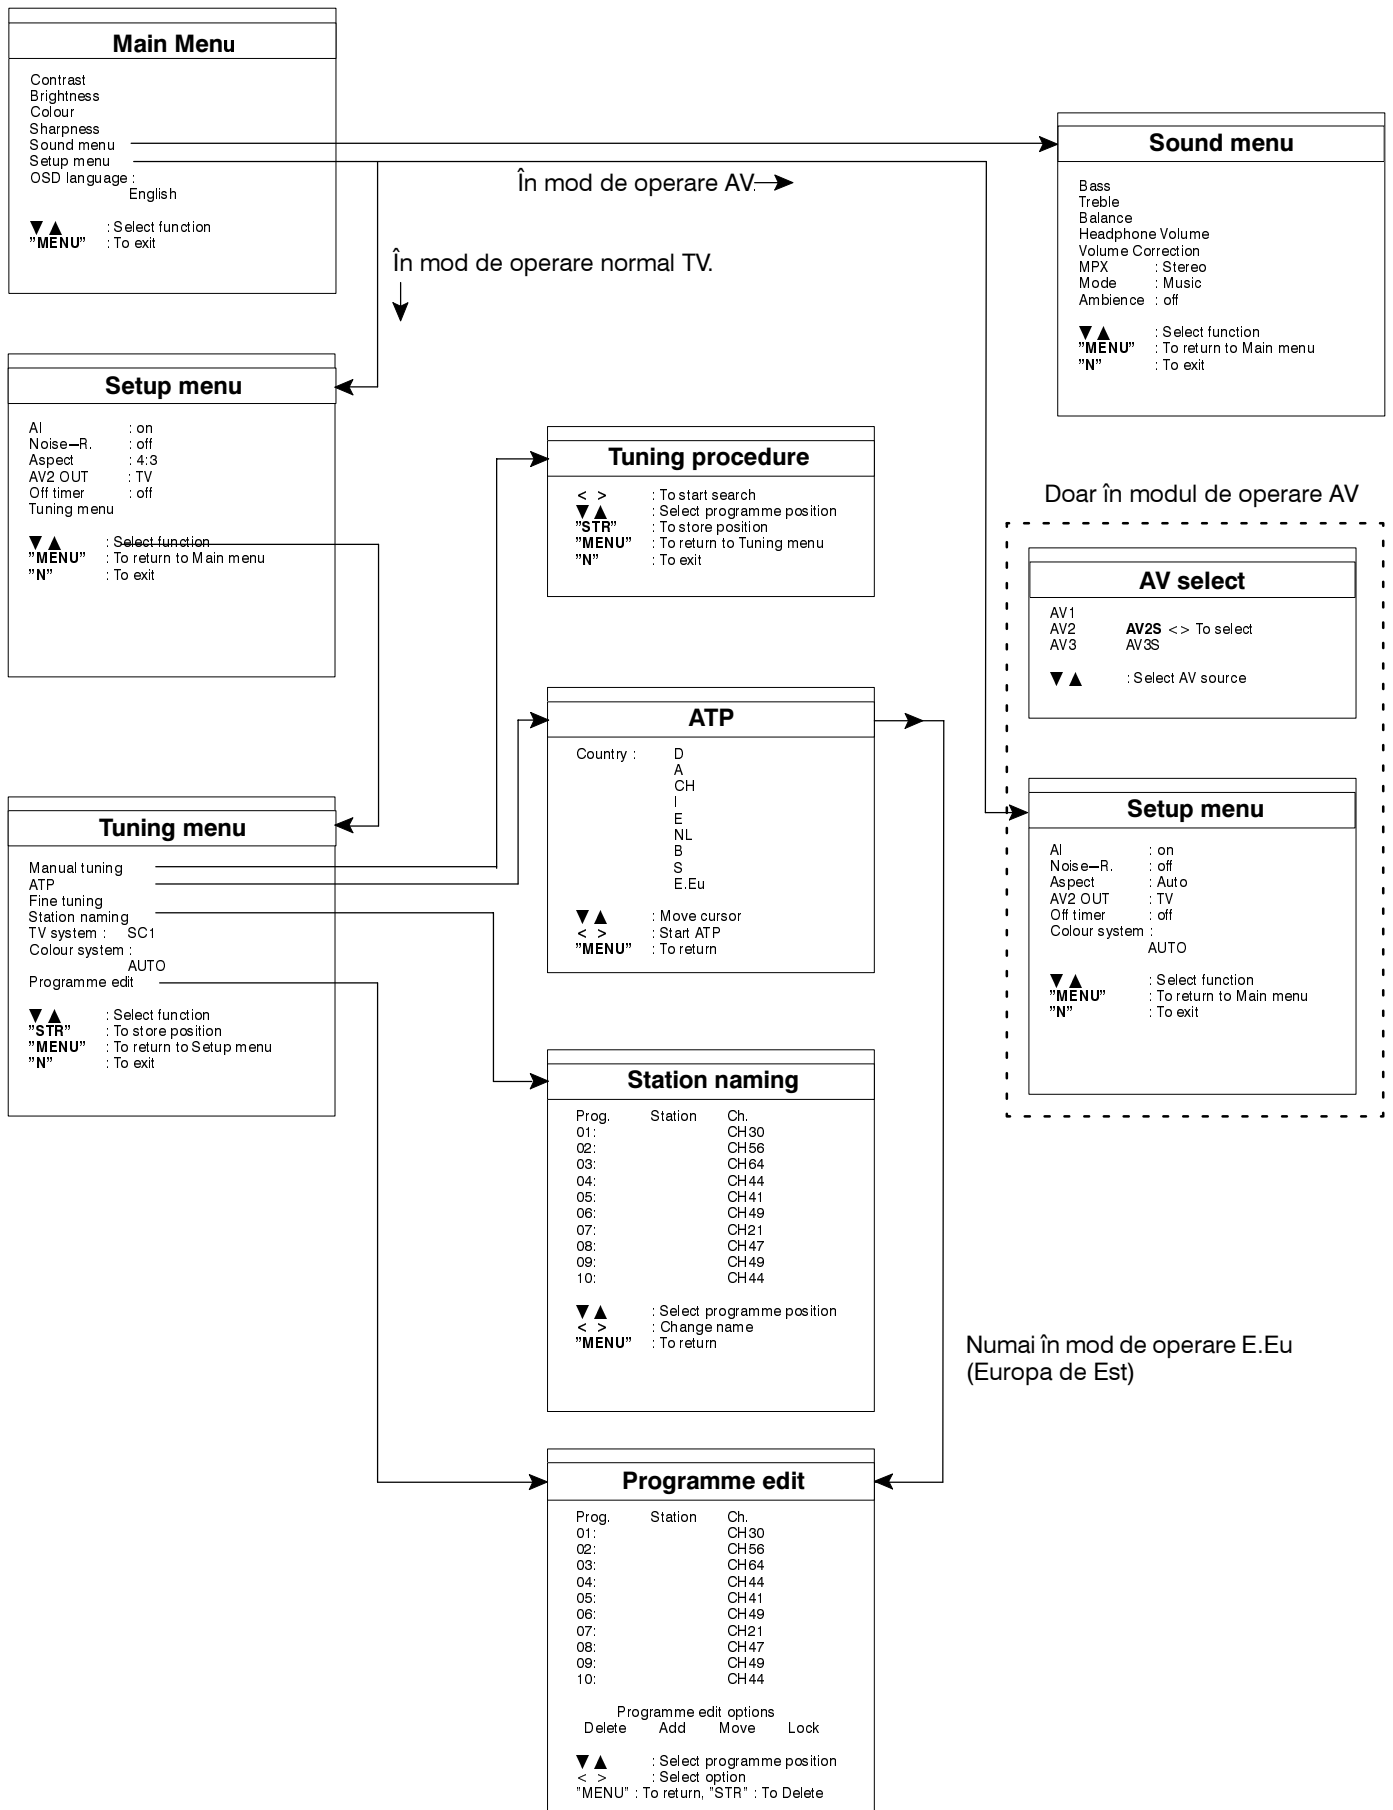 Main Menu
Contrast
Brightness
Colour
Sharpness
Sound menu
Setup menu
OSD language :
English
▼ ▲ : Select function
"MENU" : To exit
În mod de operare AV.
În mod de operare normal TV.
Sound menu
Bass
Treble
Balance
Headphone Volume
Volume Correction
MPX : Stereo
Mode : Music
Ambience : off
▼ ▲ : Select function
"MENU" : To return to Main menu
"N" : To exit
Setup menu
AI : on
Noise–R. : off
Aspect : 4:3
AV2 OUT : TV
Off timer : off
Tuning menu
▼ ▲ : Select function
"MENU" : To return to Main menu
"N" : To exit
Tuning procedure
< > : To start search
▼ ▲ : Select programme position
"STR" : To store position
"MENU" : To return to Tuning menu
"N" : To exit
Doar în modul de operare AV
AV select
AV1
AV2 AV2S <> To select
AV3 AV3S
▼ ▲ : Select AV source
Setup menu
AI : on
Noise–R. : off
Aspect : Auto
AV2 OUT : TV
Off timer : off
Colour system :
AUTO
▼ ▲ : Select function
"MENU" : To return to Main menu
"N" : To exit
ATP
Country : D
A
CH
I
E
NL
B
S
E.Eu
▼ ▲ : Move cursor
< > : Start ATP
"MENU" : To return
Tuning menu
Manual tuning
ATP
Fine tuning
Station naming
TV system : SC1
Colour system :
AUTO
Programme edit
▼ ▲ : Select function
"STR" : To store position
"MENU" : To return to Setup menu
"N" : To exit
Station naming
Prog. Station Ch.
01: CH30
02: CH56
03: CH64
04: CH44
05: CH41
06: CH49
07: CH21
08: CH47
09: CH49
10: CH44
▼ ▲ : Select programme position
< > : Change name
"MENU" : To return
Numai în mod de operare E.Eu
(Europa de Est)
Programme edit
Prog. Station Ch.
01: CH30
02: CH56
03: CH64
04: CH44
05: CH41
06: CH49
07: CH21
08: CH47
09: CH49
10: CH44
Programme edit options
Delete Add Move Lock
▼ ▲ : Select programme position
< > : Select option
"MENU" : To return, "STR" : To Delete